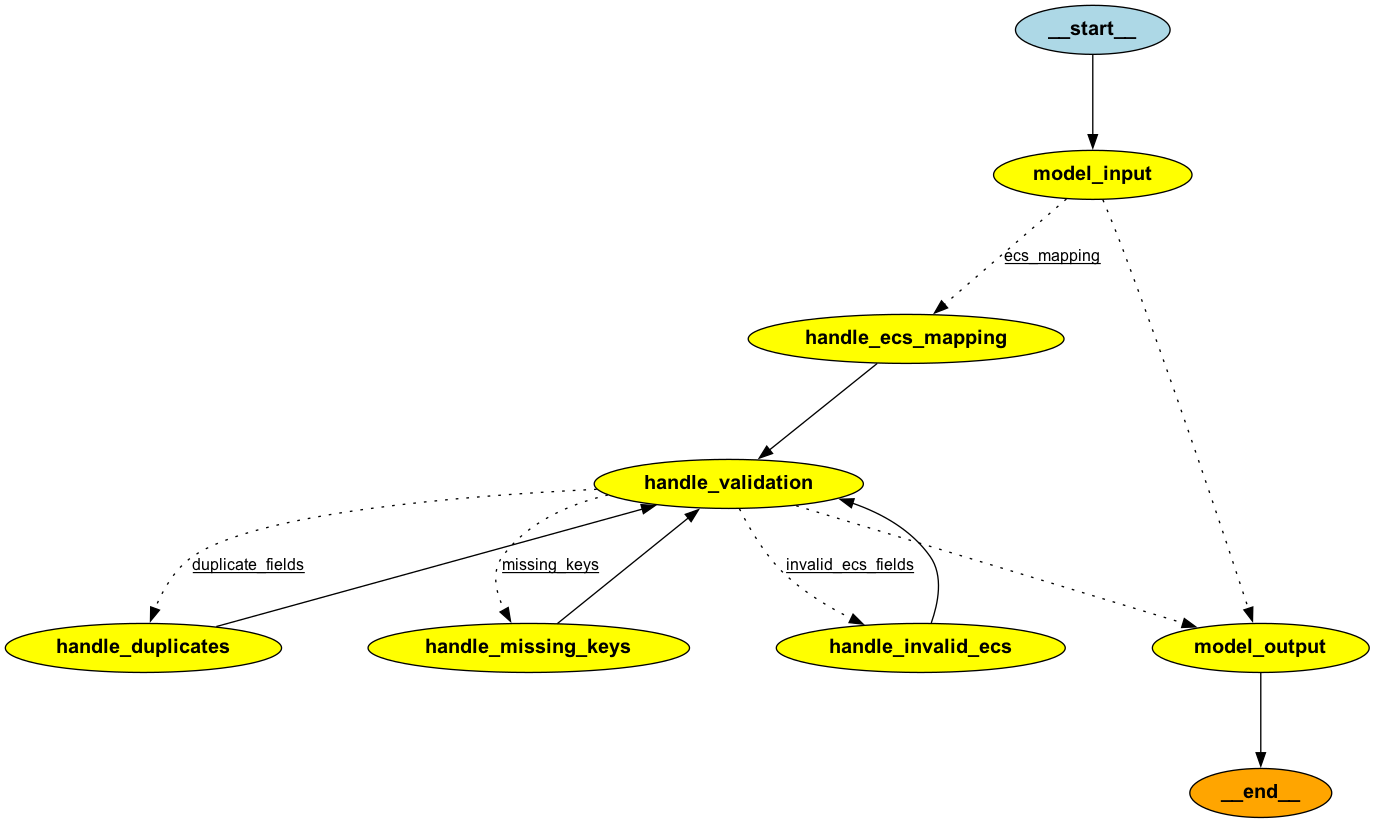 __start__
model_input
ecs_mapping
handle_ecs_mapping
handle_validation
duplicate_fields
missing_keys
invalid_ecs_fields
handle_duplicates
handle_missing_keys
handle_invalid_ecs
model_output
__end__